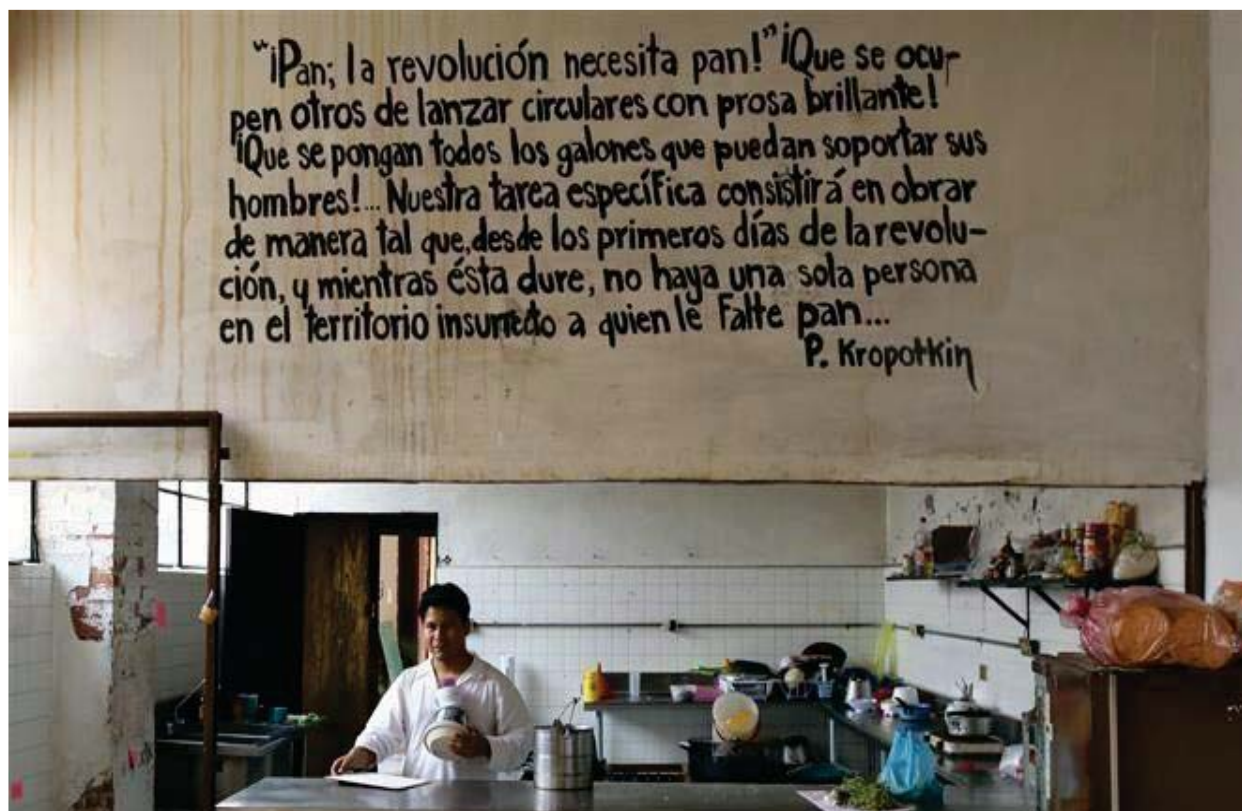 “¡Pan; la revolución necesita pan!” ¡Que se ocu-
pen otros de lanzar circulares con prosa brillante!
¡Que se pongan todos los galones que puedan soportar sus
hombres!... Nuestra tarea específica consistirá en obrar
de manera tal que, desde los primeros días de la revolu-
ción, y mientras ésta dure, no haya una sola persona
en el territorio insurrecto a quien le falte pan...
P. Kropotkin